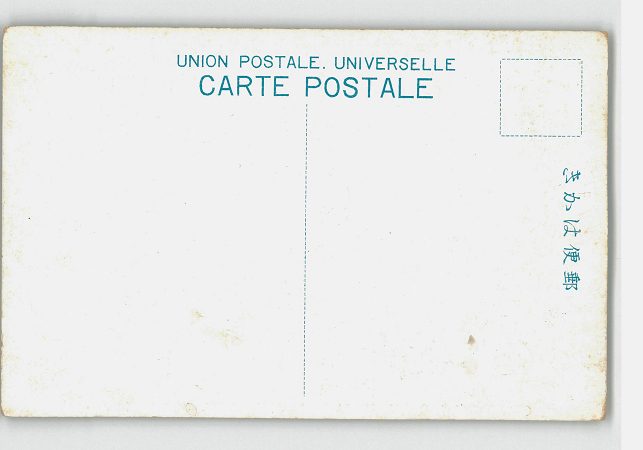 UNION POSTALE. UNIVERSELLE
CARTE POSTALE
きかは便郵